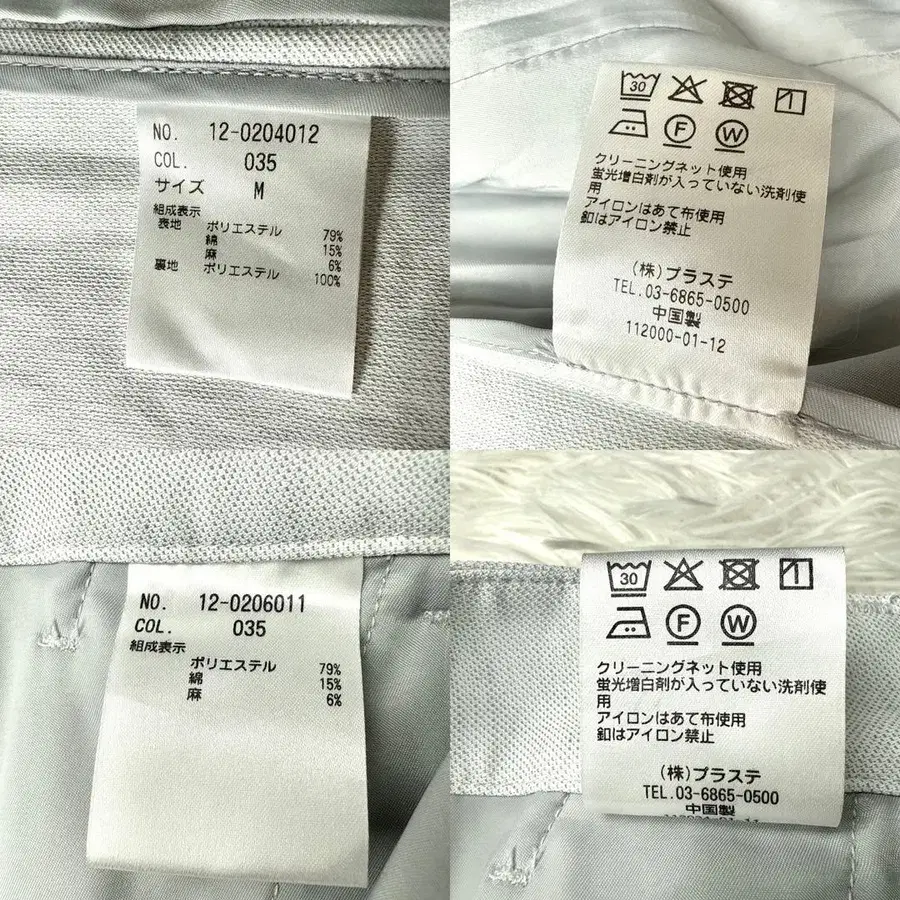 NO. 12-0204012
COL. 035
サイズ M
組成表示
表地 ポリエステル 79%
綿 15%
麻 6%
裏地 ポリエステル 100%
30
クリーニングネット使用
蛍光増白剤が入っていない洗剤使
用
アイロンはあて布使用
釦はアイロン禁止
(株)プラステ
TEL.03-6865-0500
中国製
112000-01-12
F W
NO. 12-0206011
COL. 035
組成表示
ポリエステル 79%
綿 15%
麻 6%
30
F W
クリーニングネット使用
蛍光増白剤が入っていない洗剤使
用
アイロンはあて布使用
釦はアイロン禁止
(株)プラステ
TEL.03-6865-0500
中国製